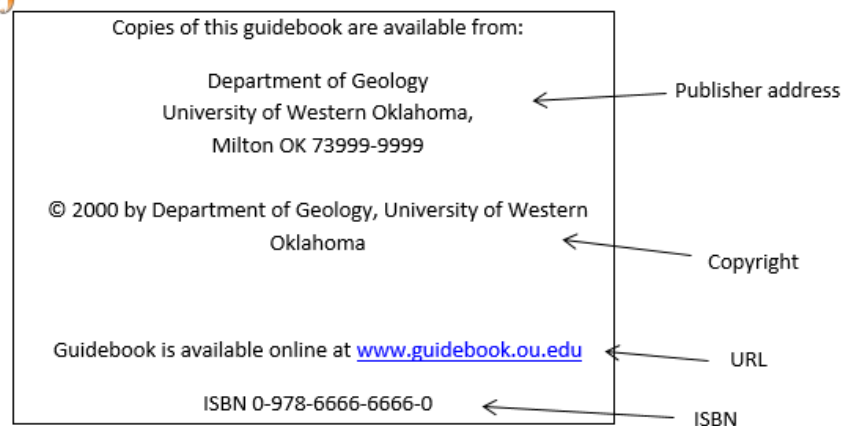 Copies of this guidebook are available from:
Department of Geology
University of Western Oklahoma,
Milton OK 73999-9999
Publisher address
© 2000 by Department of Geology, University of Western
Oklahoma
Copyright
Guidebook is available online at www.guidebook.ou.edu
URL
ISBN 0-978-6666-6666-0
ISBN